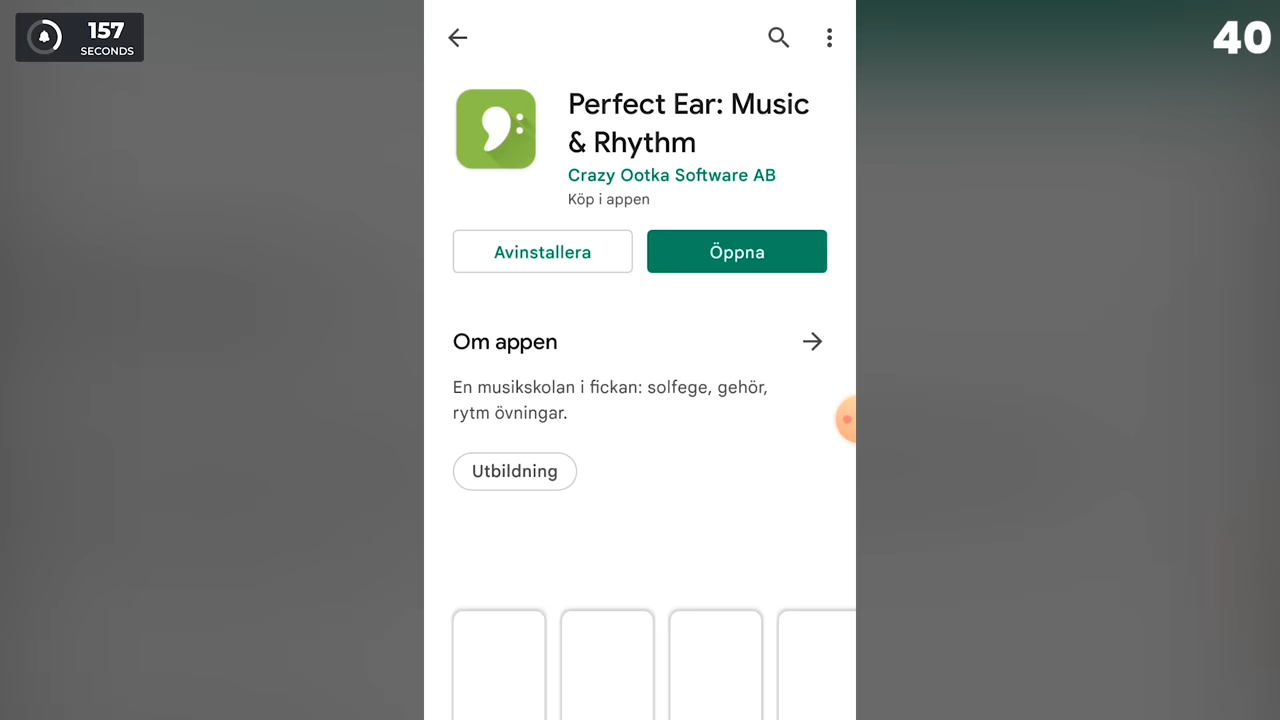 157
SECONDS
40
Perfect Ear: Music
& Rhythm
Crazy Ootka Software AB
Köp i appen
Avinstallera
Öppna
Om appen
En musikskolan i fickan: solfege, gehör,
rytm övningar.
Utbildning